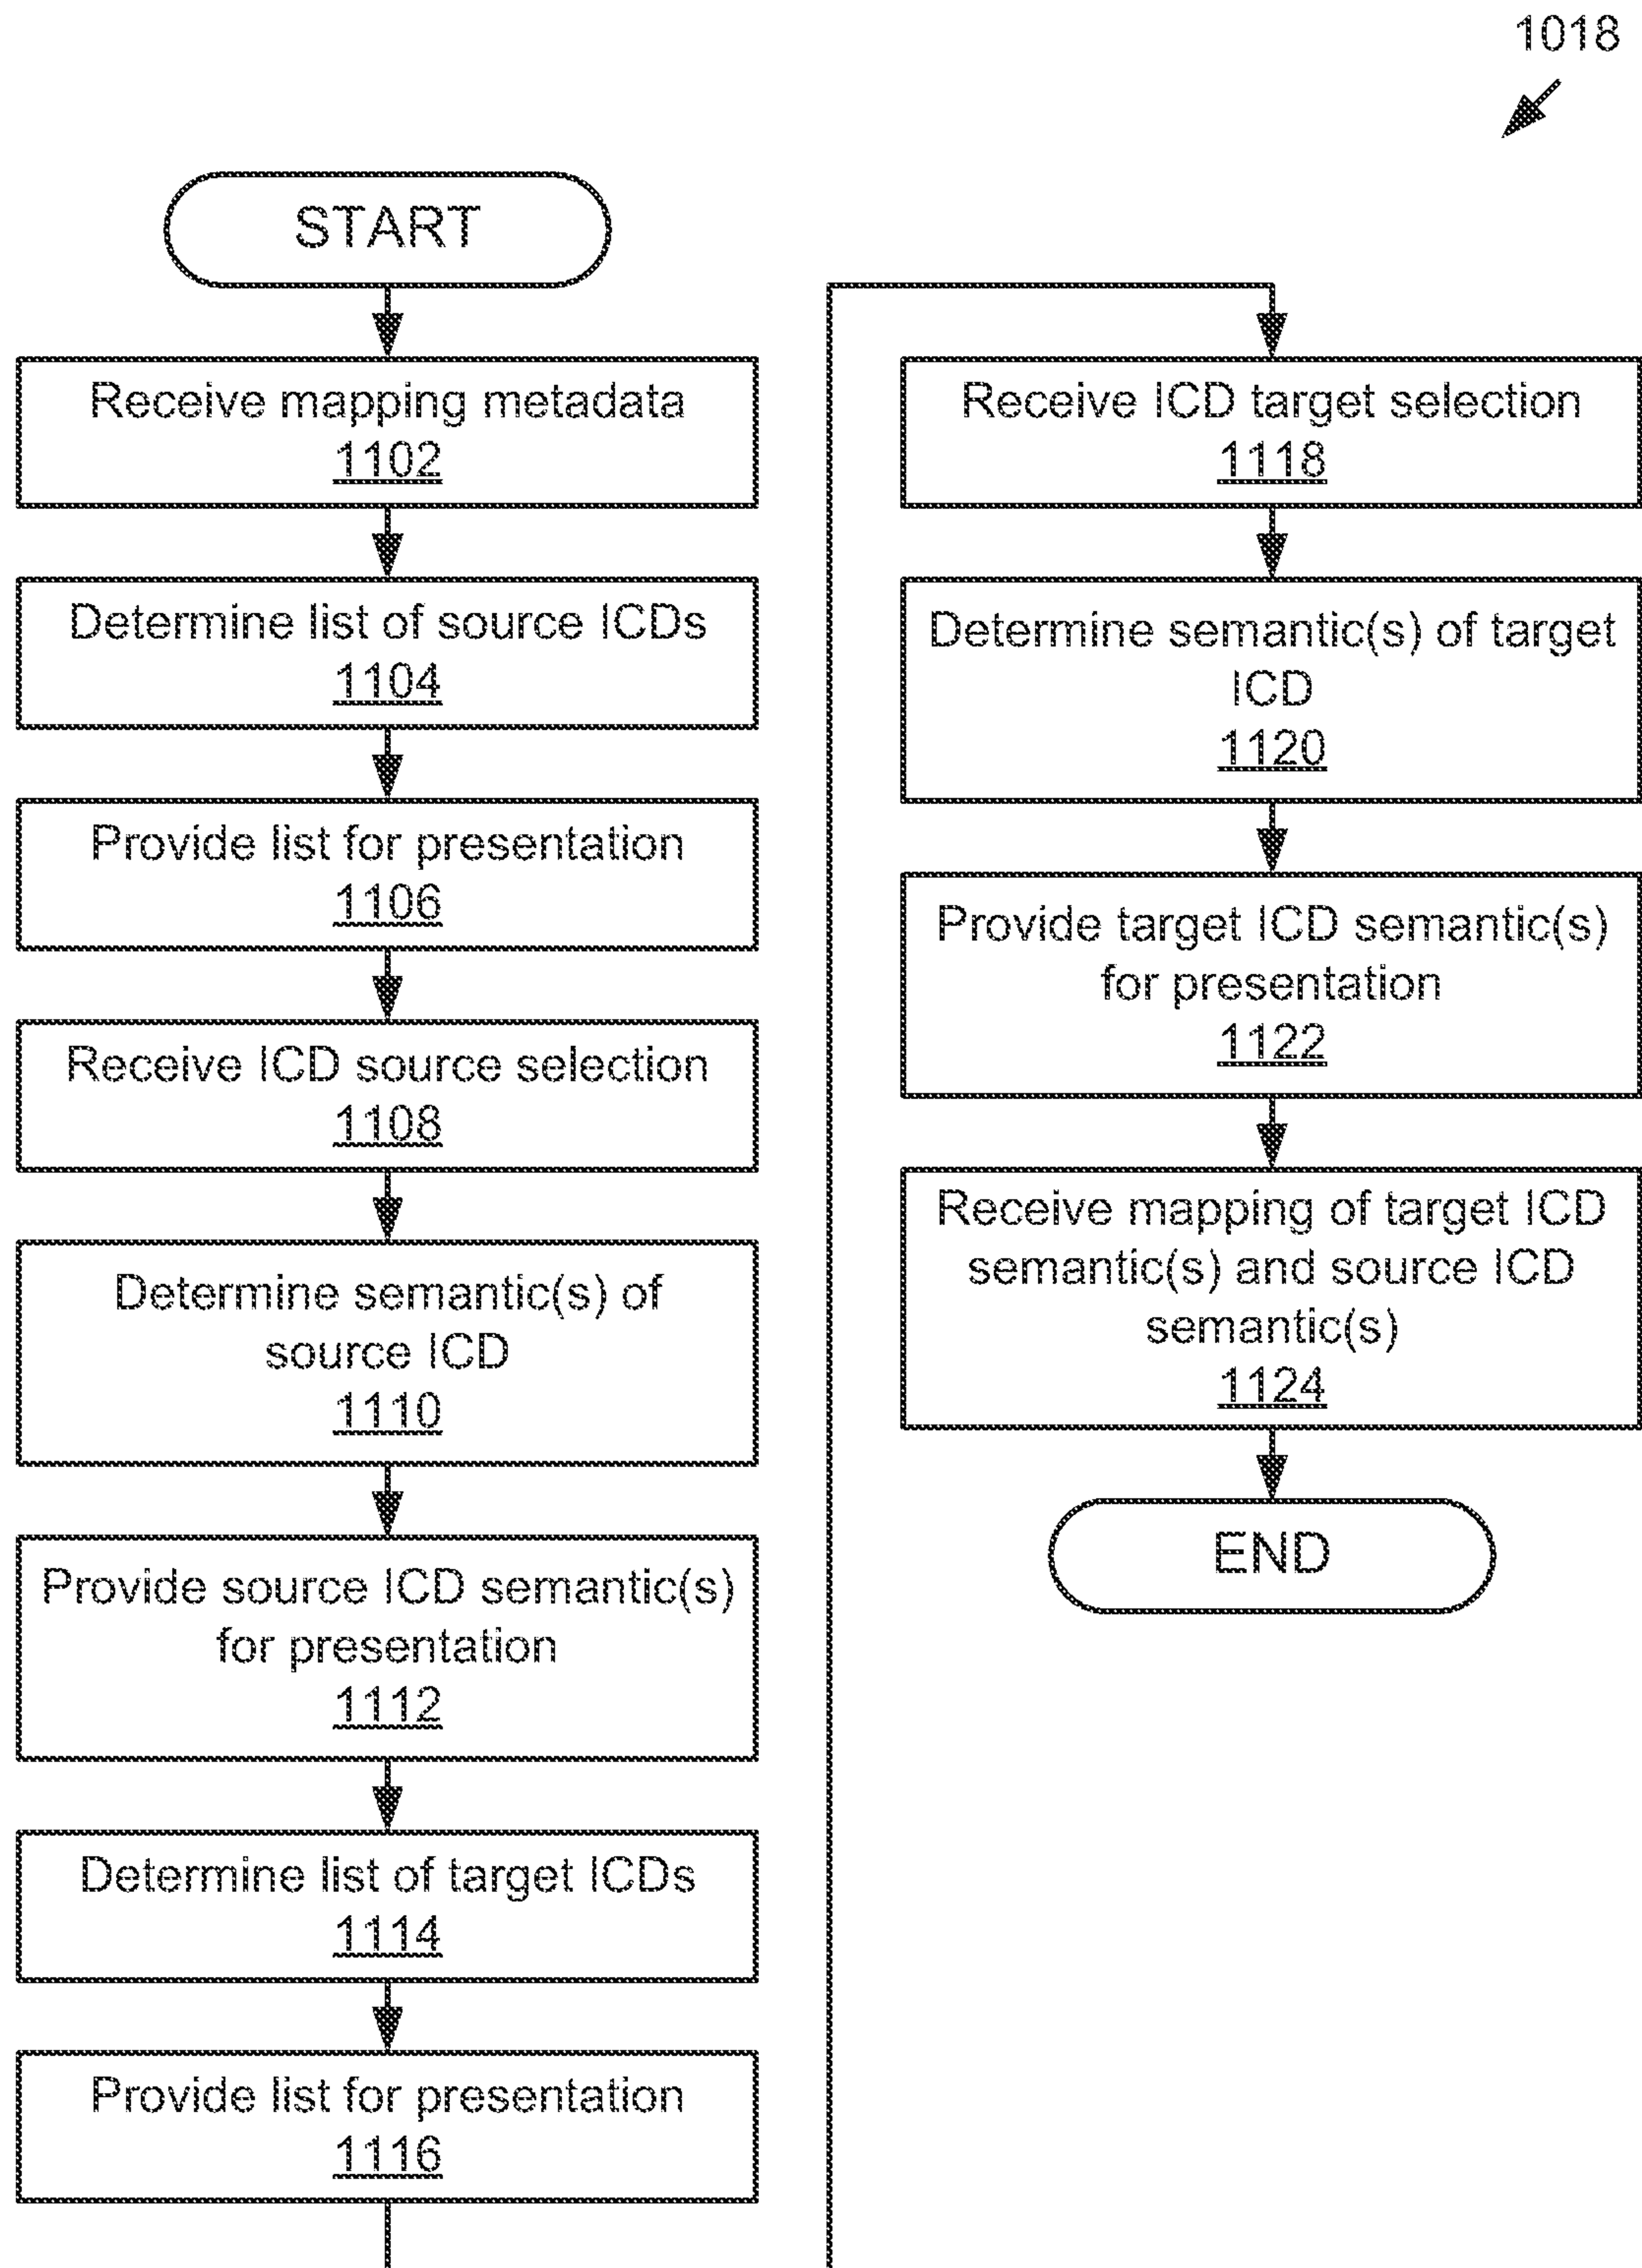 1018
START
Receive mapping metadata
1102
Determine list of source ICDs
1104
Provide list for presentation
1106
Receive ICD source selection
1108
Determine semantic(s) of
source ICD
1110
Provide source ICD semantic(s)
for presentation
1112
Determine list of target ICDs
1114
Provide list for presentation
1116
Receive ICD target selection
1118
Determine semantic(s) of target
ICD
1120
Provide target ICD semantic(s)
for presentation
1122
Receive mapping of target ICD
semantic(s) and source ICD
semantic(s)
1124
END